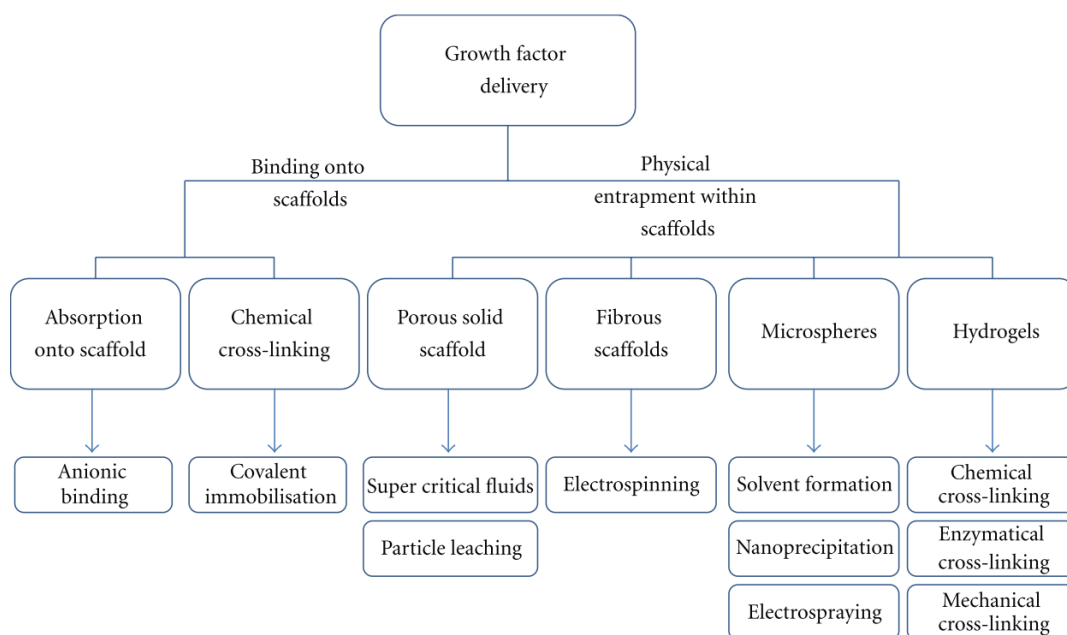 Growth factor
delivery
Binding onto
scaffolds
Physical
entrapment within
scaffolds
Absorption
onto scaffold
Chemical
cross-linking
Porous solid
scaffold
Fibrous
scaffolds
Microspheres
Hydrogels
Anionic
binding
Covalent
immobilisation
Super critical fluids
Particle leaching
Electrospinning
Solvent formation
Nanoprecipitation
Electrospraying
Chemical
cross-linking
Enzymatical
cross-linking
Mechanical
cross-linking